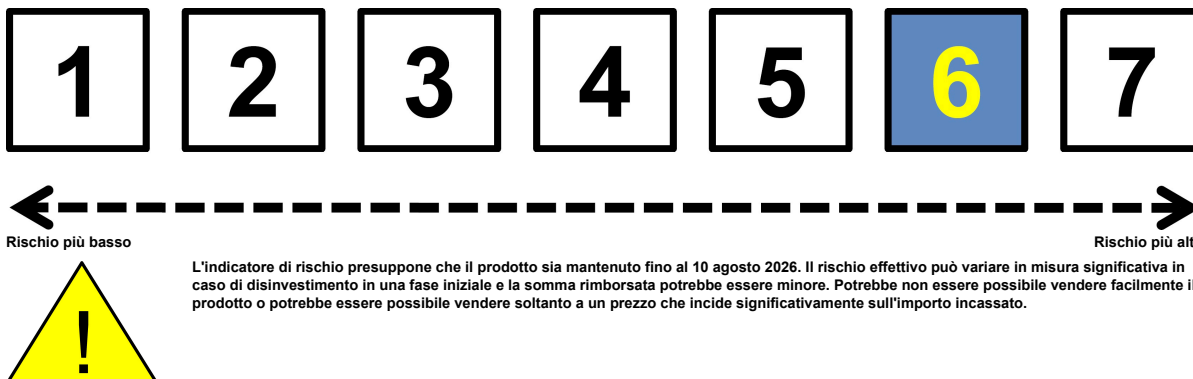 1 2 3 4 5 6 7
Rischio più basso Rischio più alt
L'indicatore di rischio presuppone che il prodotto sia mantenuto fino al 10 agosto 2026. Il rischio effettivo può variare in misura significativa in
caso di disinvestimento in una fase iniziale e la somma rimborsata potrebbe essere minore. Potrebbe non essere possibile vendere facilmente il
prodotto o potrebbe essere possibile vendere soltanto a un prezzo che incide significativamente sull'importo incassato.
!